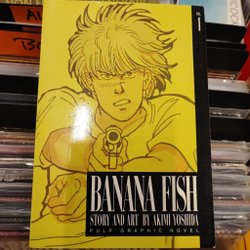 1
BANANA FISH
STORY AND ART BY AKIMI YOSHIDA
PULP GRAPHIC NOVEL